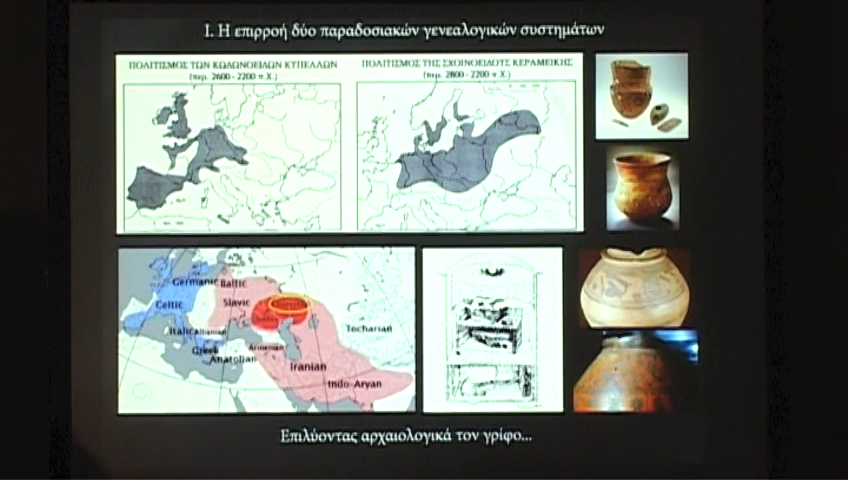 Ι. Η επιρροή δύο παραδοσιακών γενεαλογικών συστημάτων
ΠΟΛΙΤΙΣΜΟΣ ΤΩΝ ΚΩΔΩΝΟΕΙΔΩΝ ΚΥΠΕΛΛΩΝ
(περ. 2600 - 2200 π.Χ.)
ΠΟΛΙΤΙΣΜΟΣ ΤΗΣ ΣΧΟΙΝΟΕΙΔΟΥΣ ΚΕΡΑΜΕΙΚΗΣ
(περ. 2800 - 2200 π.Χ.)
Germanic
Baltic
Celtic
Slavic
Italic
Albanian
Tocharian
Greek
Armenian
Anatolian
Iranian
Indo-Aryan
Επιλύοντας αρχαιολογικά τον γρίφο...